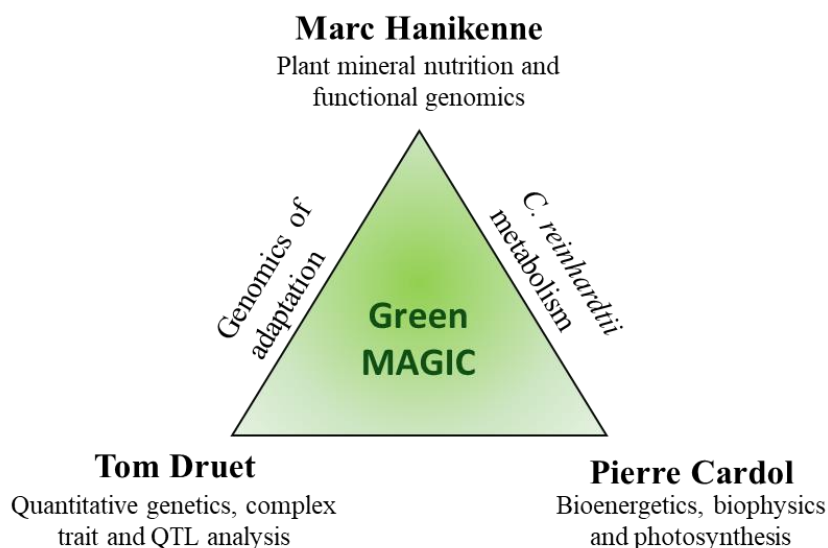 Marc Hanikenne
Plant mineral nutrition and
functional genomics
Genomics of
adaptation
C. reinhardtii
metabolism
Green
MAGIC
Tom Druet
Quantitative genetics, complex
trait and QTL analysis
Pierre Cardol
Bioenergetics, biophysics
and photosynthesis